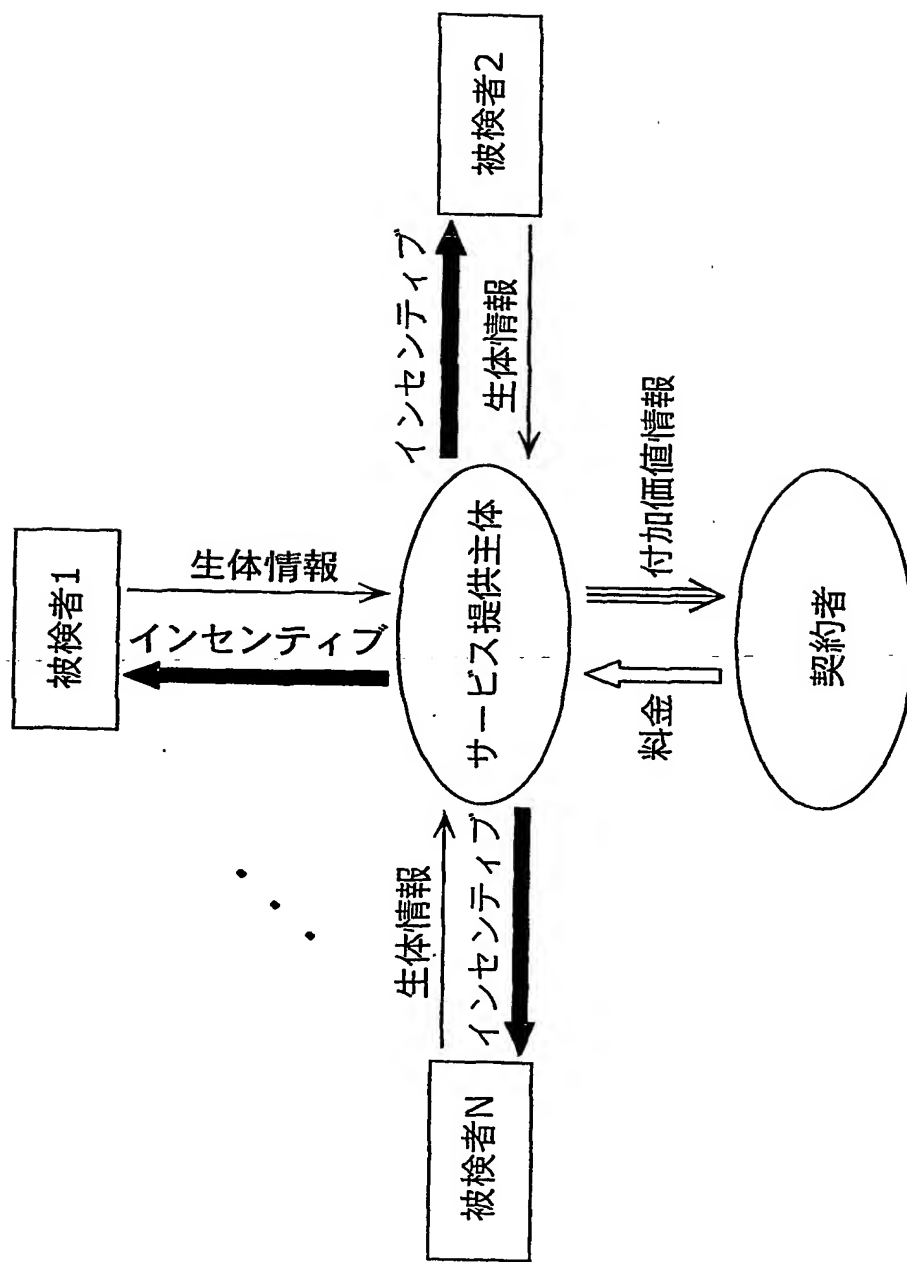 被検者1
インセンティブ
生体情報
生体情報
インセンティブ
被検者N
サービス提供主体
インセンティブ
生体情報
被検者2
料金
付加価値情報
契約者